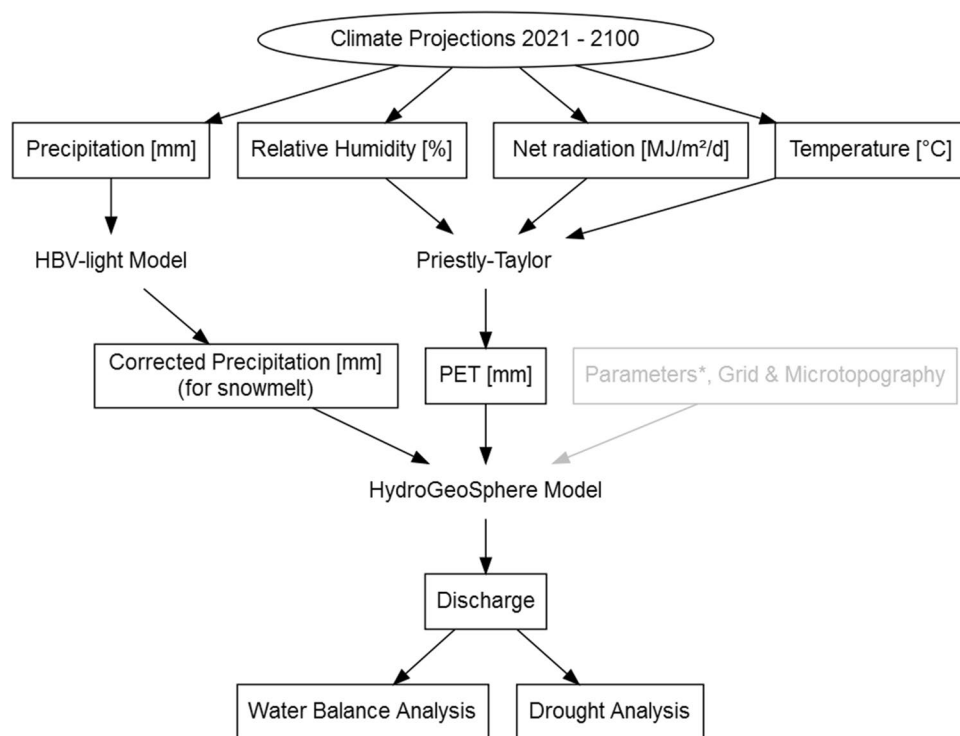 Climate Projections 2021 - 2100
Precipitation [mm]
Relative Humidity [%]
Net radiation [MJ/m²/d]
Temperature [°C]
HBV-light Model
Priestly-Taylor
Corrected Precipitation [mm]
(for snowmelt)
PET [mm]
Parameters*, Grid & Microtopography
HydroGeoSphere Model
Discharge
Water Balance Analysis
Drought Analysis